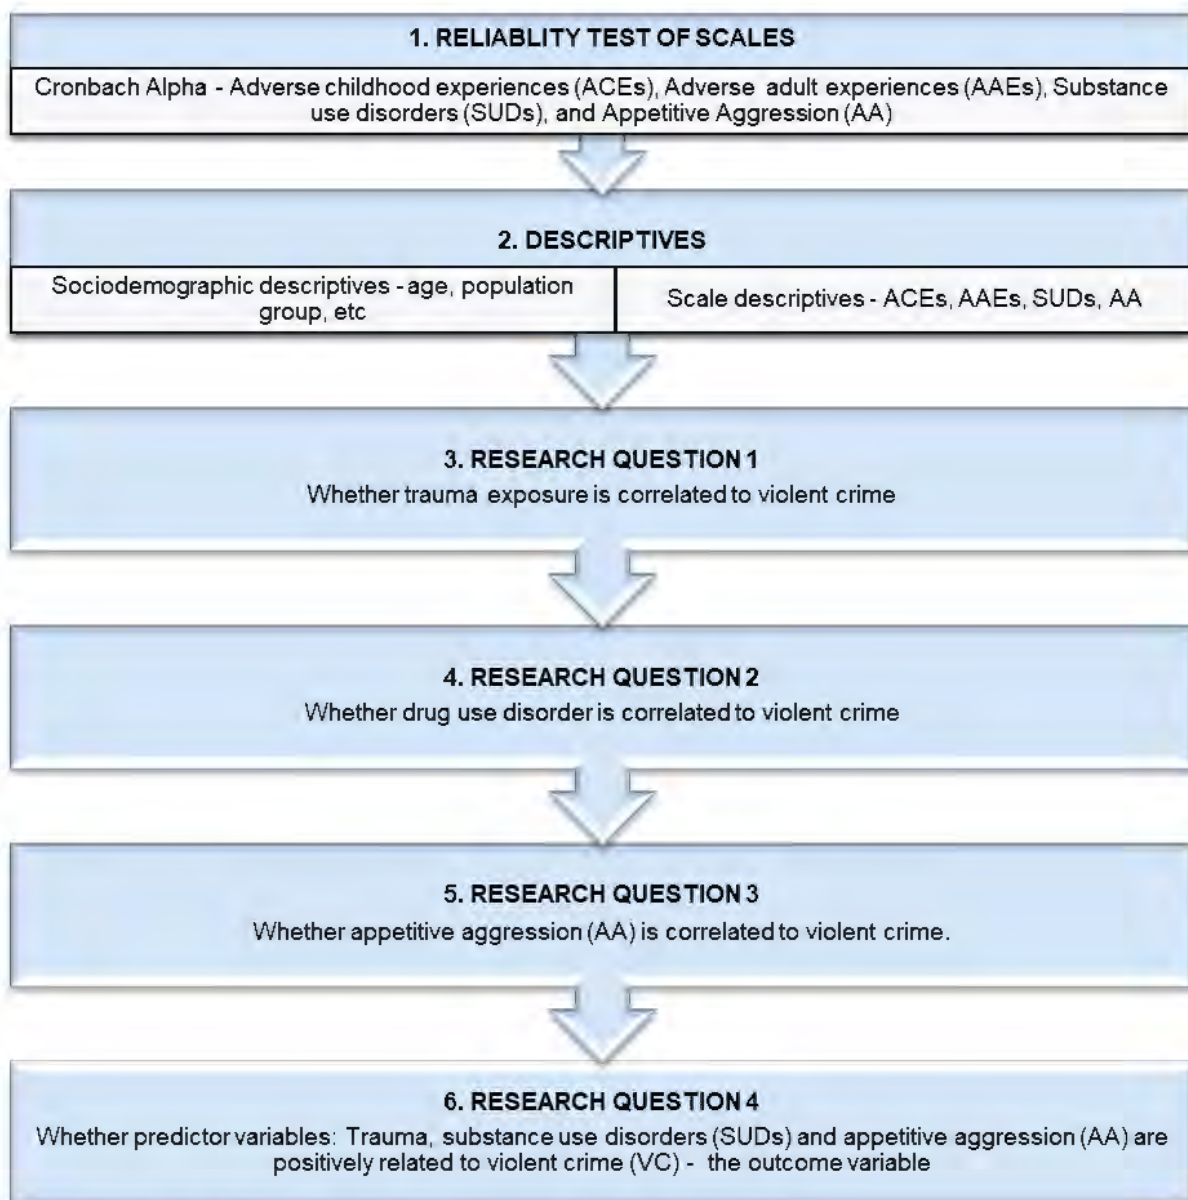 1. RELIABLITY TEST OF SCALES
Cronbach Alpha - Adverse childhood experiences (ACEs), Adverse adult experiences (AAEs), Substance
use disorders (SUDs), and Appetitive Aggression (AA)
2. DESCRIPTIVES
Sociodemographic descriptives - age, population
group, etc
Scale descriptives - ACEs, AAEs, SUDs, AA
3. RESEARCH QUESTION 1
Whether trauma exposure is correlated to violent crime
4. RESEARCH QUESTION 2
Whether drug use disorder is correlated to violent crime
5. RESEARCH QUESTION 3
Whether appetitive aggression (AA) is correlated to violent crime.
6. RESEARCH QUESTION 4
Whether predictor variables: Trauma, substance use disorders (SUDs) and appetitive aggression (AA) are
positively related to violent crime (VC) - the outcome variable